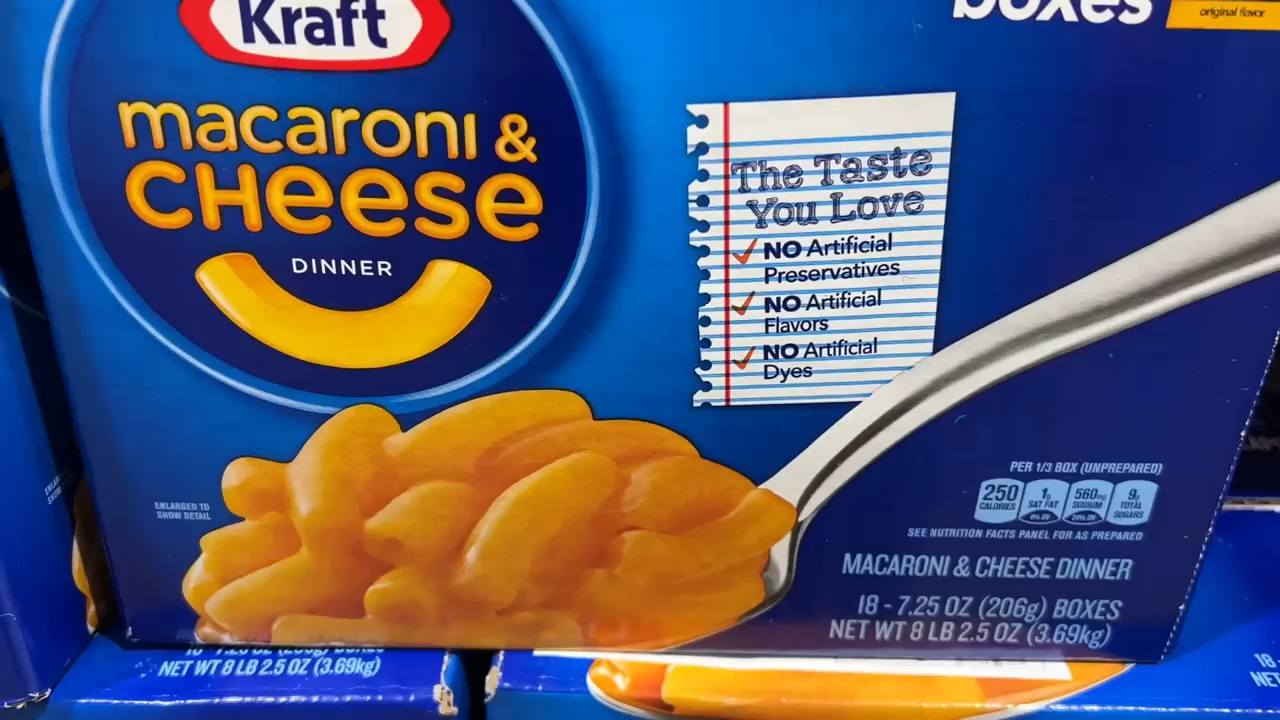 Kraft
macaroni &
CHeese
DINNER
boxes
original flavor
The Taste
You Love
NO Artificial
Preservatives
NO Artificial
Flavors
NO Artificial
Dyes
ENLARGED TO
SHOW DETAIL
PER 1/3 BOX (UNPREPARED)
250 CALORIES
1g SAT FAT
560mg SODIUM
9g TOTAL SUGARS
SEE NUTRITION FACTS PANEL FOR AS PREPARED
MACARONI & CHEESE DINNER
18 - 7.25 OZ (206g) BOXES
NET WT 8 LB 2.5 OZ (3.69kg)
NET WT 8 LB 2.5 OZ (3.69kg)
18
NET